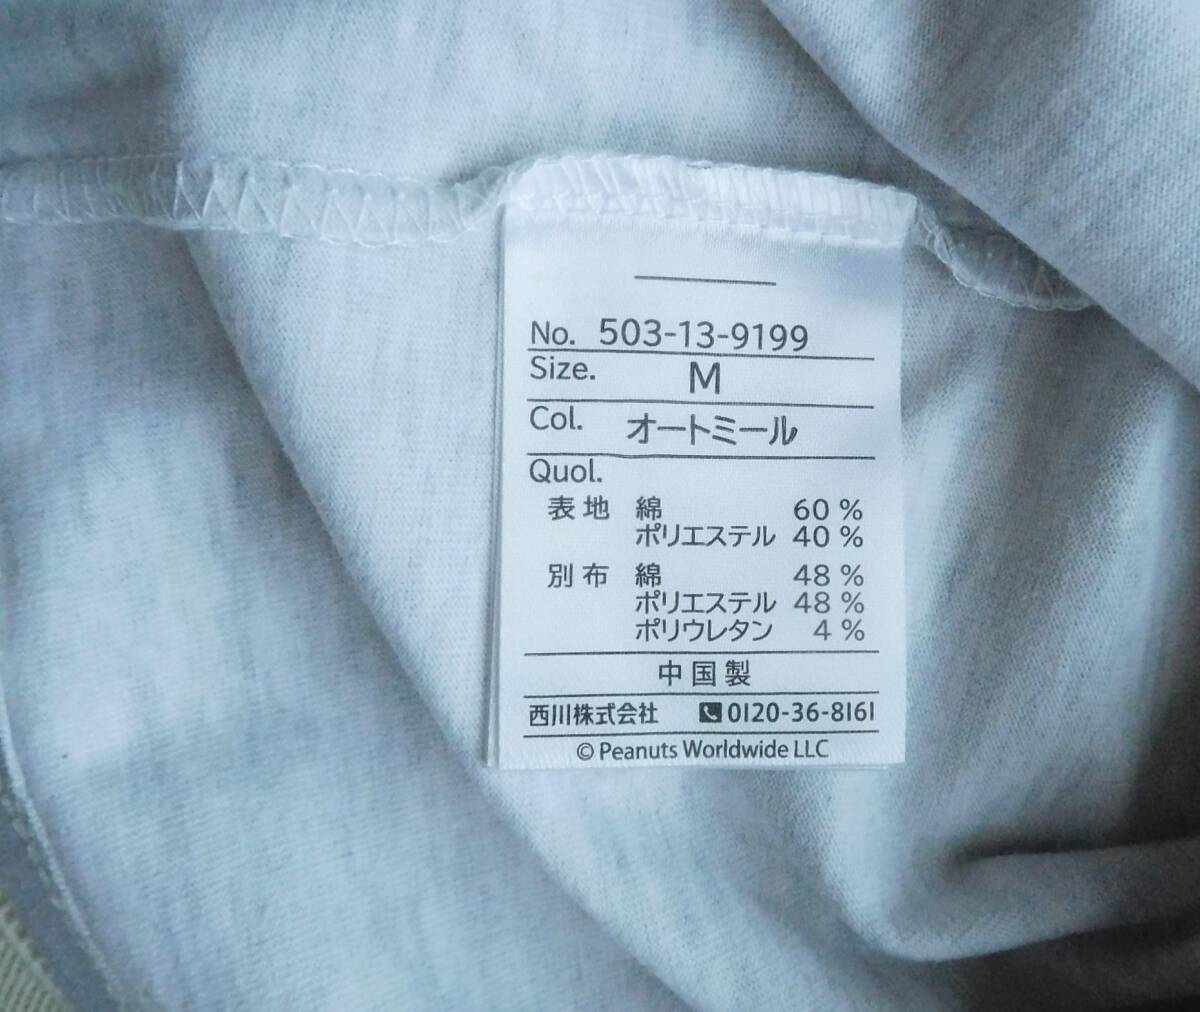 No. 503-13-9199
Size. M
Col. オートミール
Quol.
表地 綿 60 %
ポリエステル 40 %
別布 綿 48 %
ポリエステル 48 %
ポリウレタン 4 %
中国製
西川株式会社 0120-36-8161
© Peanuts Worldwide LLC